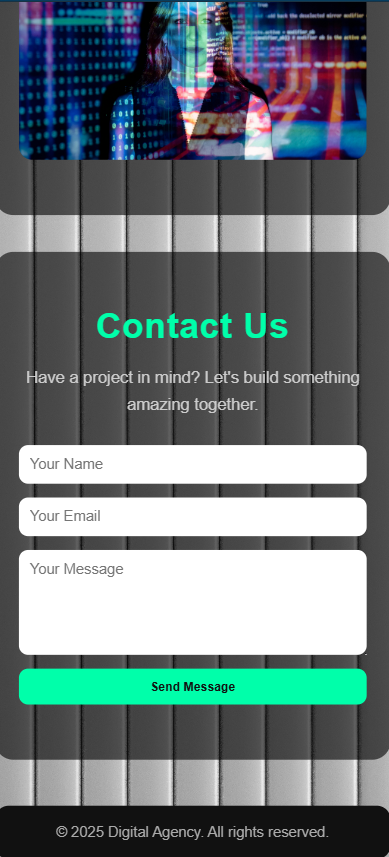 Contact Us
Have a project in mind? Let's build something
amazing together.
Your Name
Your Email
Your Message
Send Message
© 2025 Digital Agency. All rights reserved.